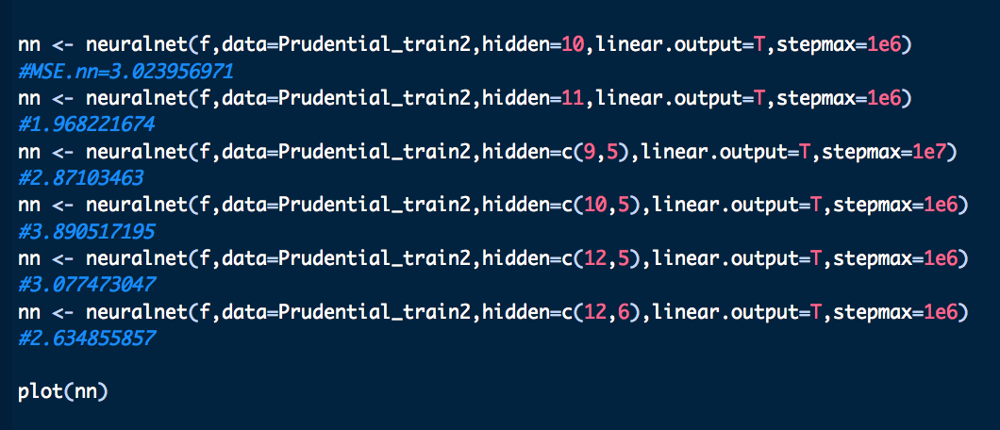 nn <- neuralnet(f,data=Prudential_train2,hidden=10,linear.output=T,stepmax=1e6)
#MSE.nn=3.023956971
nn <- neuralnet(f,data=Prudential_train2,hidden=11,linear.output=T,stepmax=1e6)
#1.968221674
nn <- neuralnet(f,data=Prudential_train2,hidden=c(9,5),linear.output=T,stepmax=1e7)
#2.87103463
nn <- neuralnet(f,data=Prudential_train2,hidden=c(10,5),linear.output=T,stepmax=1e6)
#3.890517195
nn <- neuralnet(f,data=Prudential_train2,hidden=c(12,5),linear.output=T,stepmax=1e6)
#3.077473047
nn <- neuralnet(f,data=Prudential_train2,hidden=c(12,6),linear.output=T,stepmax=1e6)
#2.634855857
plot(nn)